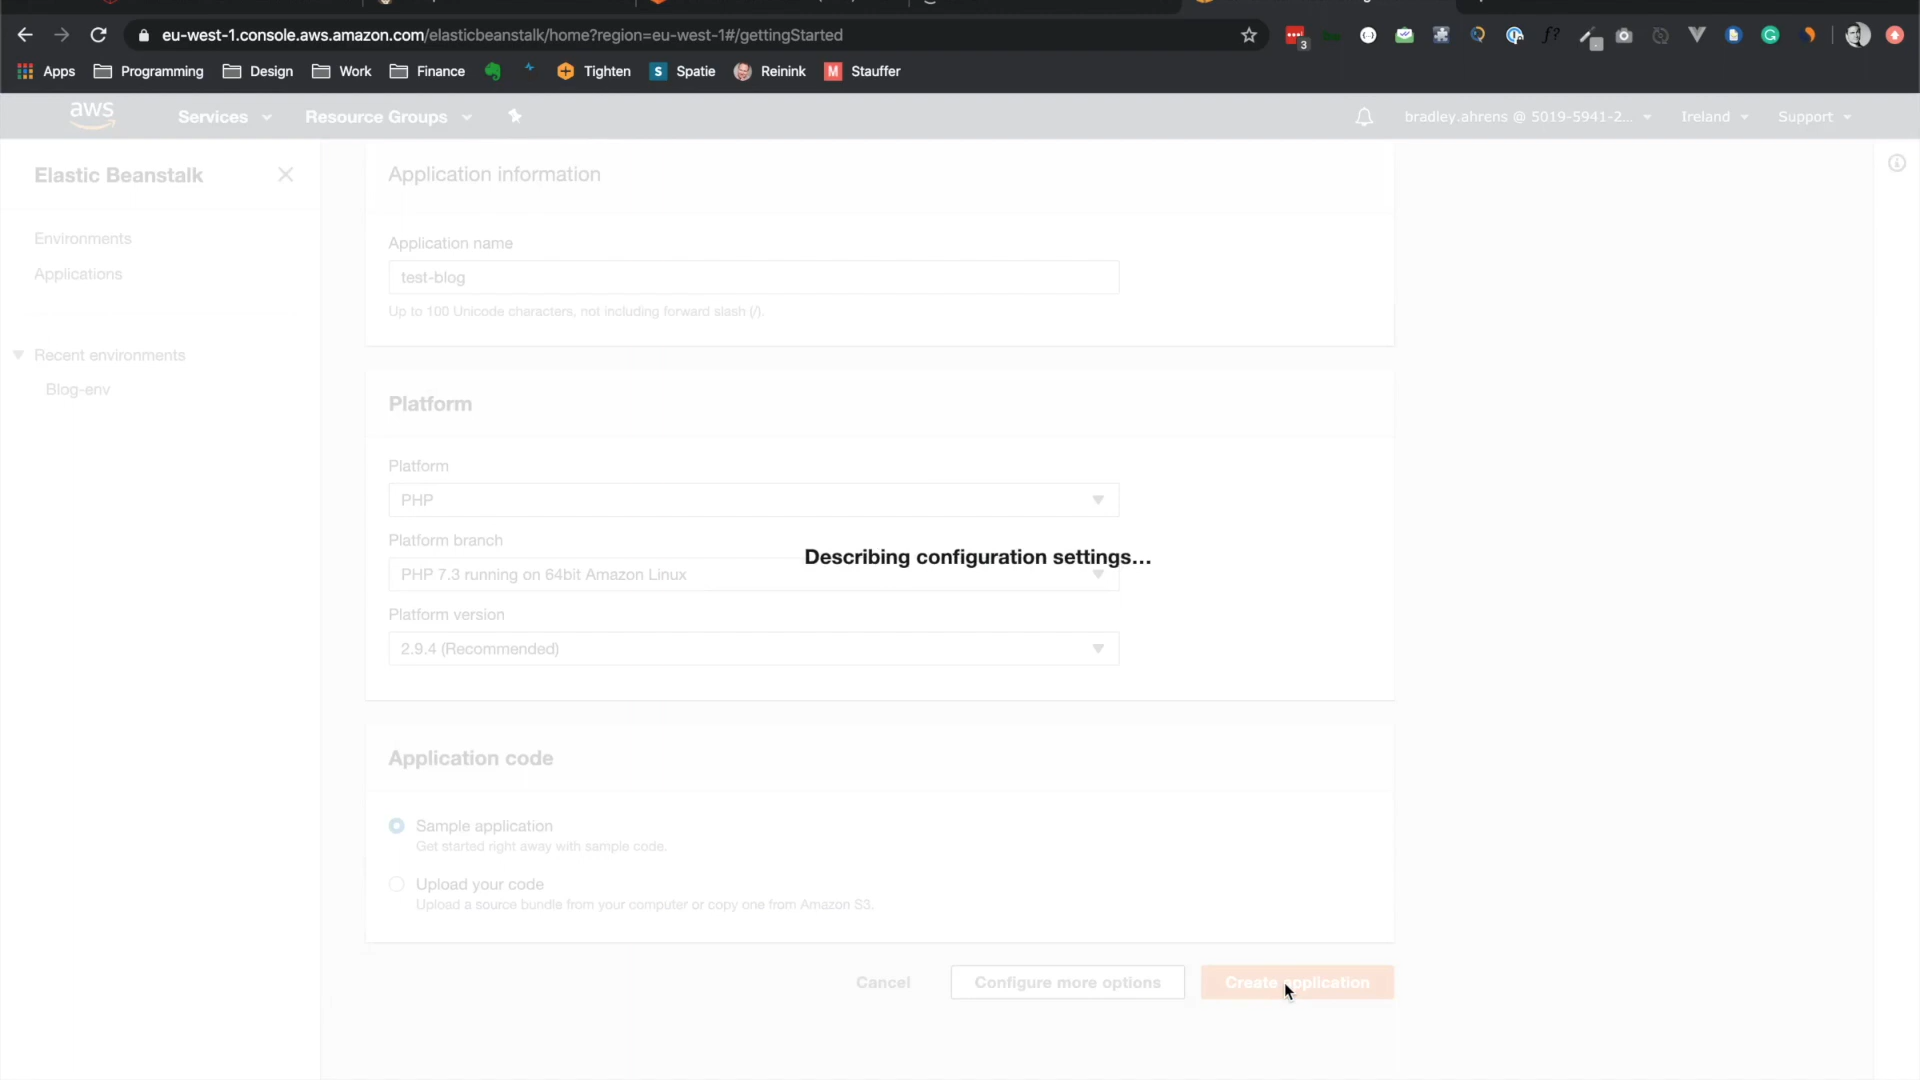 eu-west-1.console.aws.amazon.com/elasticbeanstalk/home?region=eu-west-1#/gettingStarted
3
f?
Apps
Programming
Design
Work
Finance
Tighten
S
Spatie
Reinink
M
Stauffer
aws
Services
Resource Groups
bradley.ahrens @ 5019-5941-2...
Ireland
Support
Elastic Beanstalk
Environments
Applications
Recent environments
Blog-env
Application information
Application name
test-blog
Up to 100 Unicode characters, not including forward slash (/).
Platform
Platform
PHP
Platform branch
PHP 7.3 running on 64bit Amazon Linux
Describing configuration settings...
Platform version
2.9.4 (Recommended)
Application code
Sample application
Get started right away with sample code.
Upload your code
Upload a source bundle from your computer or copy one from Amazon S3.
Cancel
Configure more options
Create application